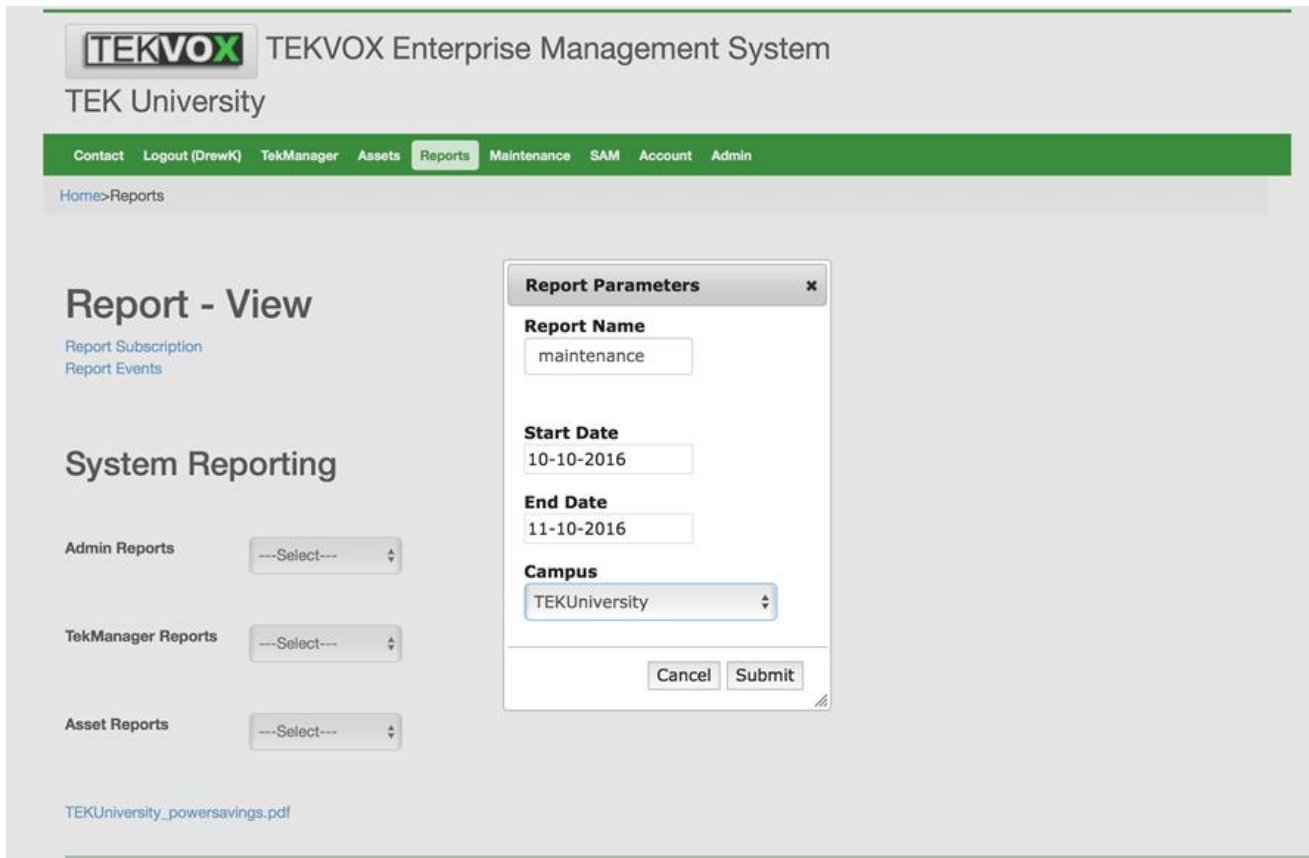 TEKVOX TEKVOX Enterprise Management System
TEK University
Contact Logout (DrewK) TekManager Assets Reports Maintenance SAM Account Admin
Home>Reports
Report - View
Report Subscription
Report Events
System Reporting
Admin Reports ---Select---
TekManager Reports ---Select---
Asset Reports ---Select---
TEKUniversity_powersavings.pdf
Report Parameters ×
Report Name
maintenance
Start Date
10-10-2016
End Date
11-10-2016
Campus
TEKUniversity
Cancel Submit